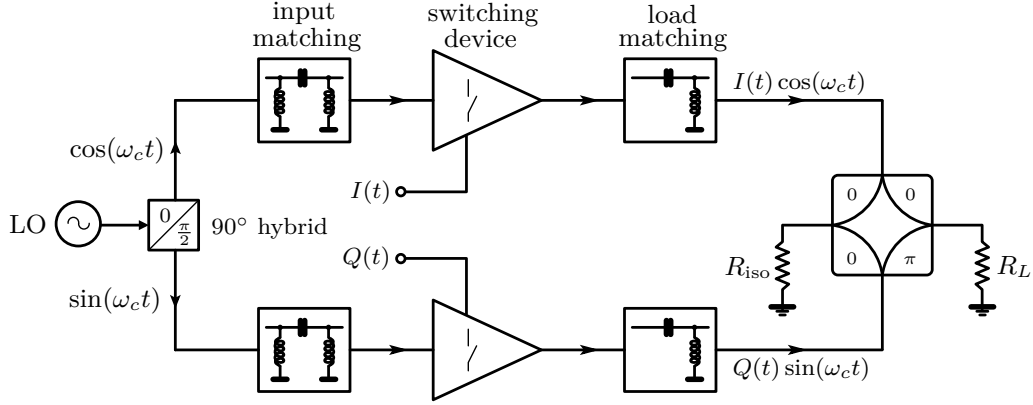 input
matching
switching
device
load
matching
I(t) cos(ω_c t)
cos(ω_c t)
I(t)
0 0
LO
0
π/2
90° hybrid
Q(t)
R_iso
0 π
R_L
sin(ω_c t)
Q(t) sin(ω_c t)